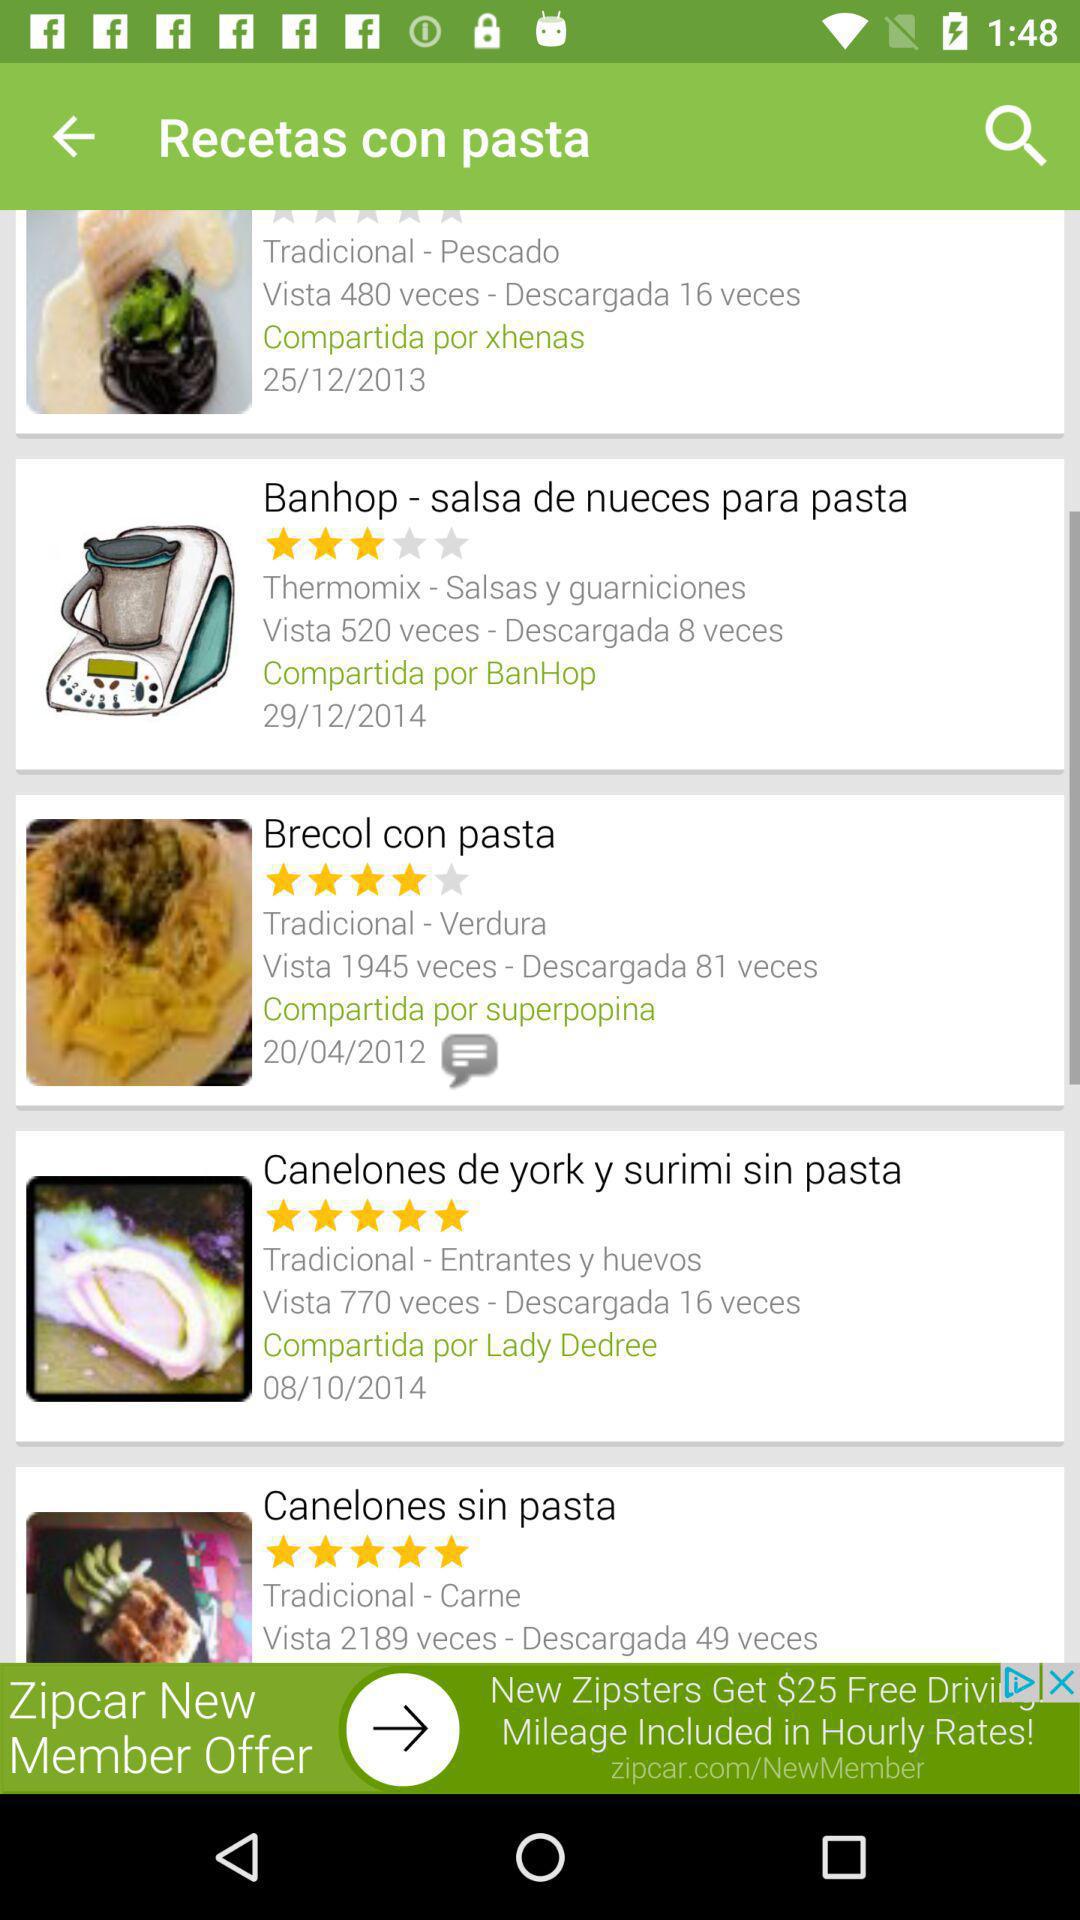 1:48
Recetas con pasta
Tradicional - Pescado
Vista 480 veces - Descargada 16 veces
Compartida por xhenas
25/12/2013
Banhop - salsa de nueces para pasta
Thermomix - Salsas y guarniciones
Vista 520 veces - Descargada 8 veces
Compartida por BanHop
29/12/2014
Brecol con pasta
Tradicional - Verdura
Vista 1945 veces - Descargada 81 veces
Compartida por superpopina
20/04/2012
Canelones de york y surimi sin pasta
Tradicional - Entrantes y huevos
Vista 770 veces - Descargada 16 veces
Compartida por Lady Dedree
08/10/2014
Canelones sin pasta
Tradicional - Carne
Vista 2189 veces - Descargada 49 veces
Zipcar New
Member Offer
New Zipsters Get $25 Free Driving.
Mileage Included in Hourly Rates!
zipcar.com/NewMember